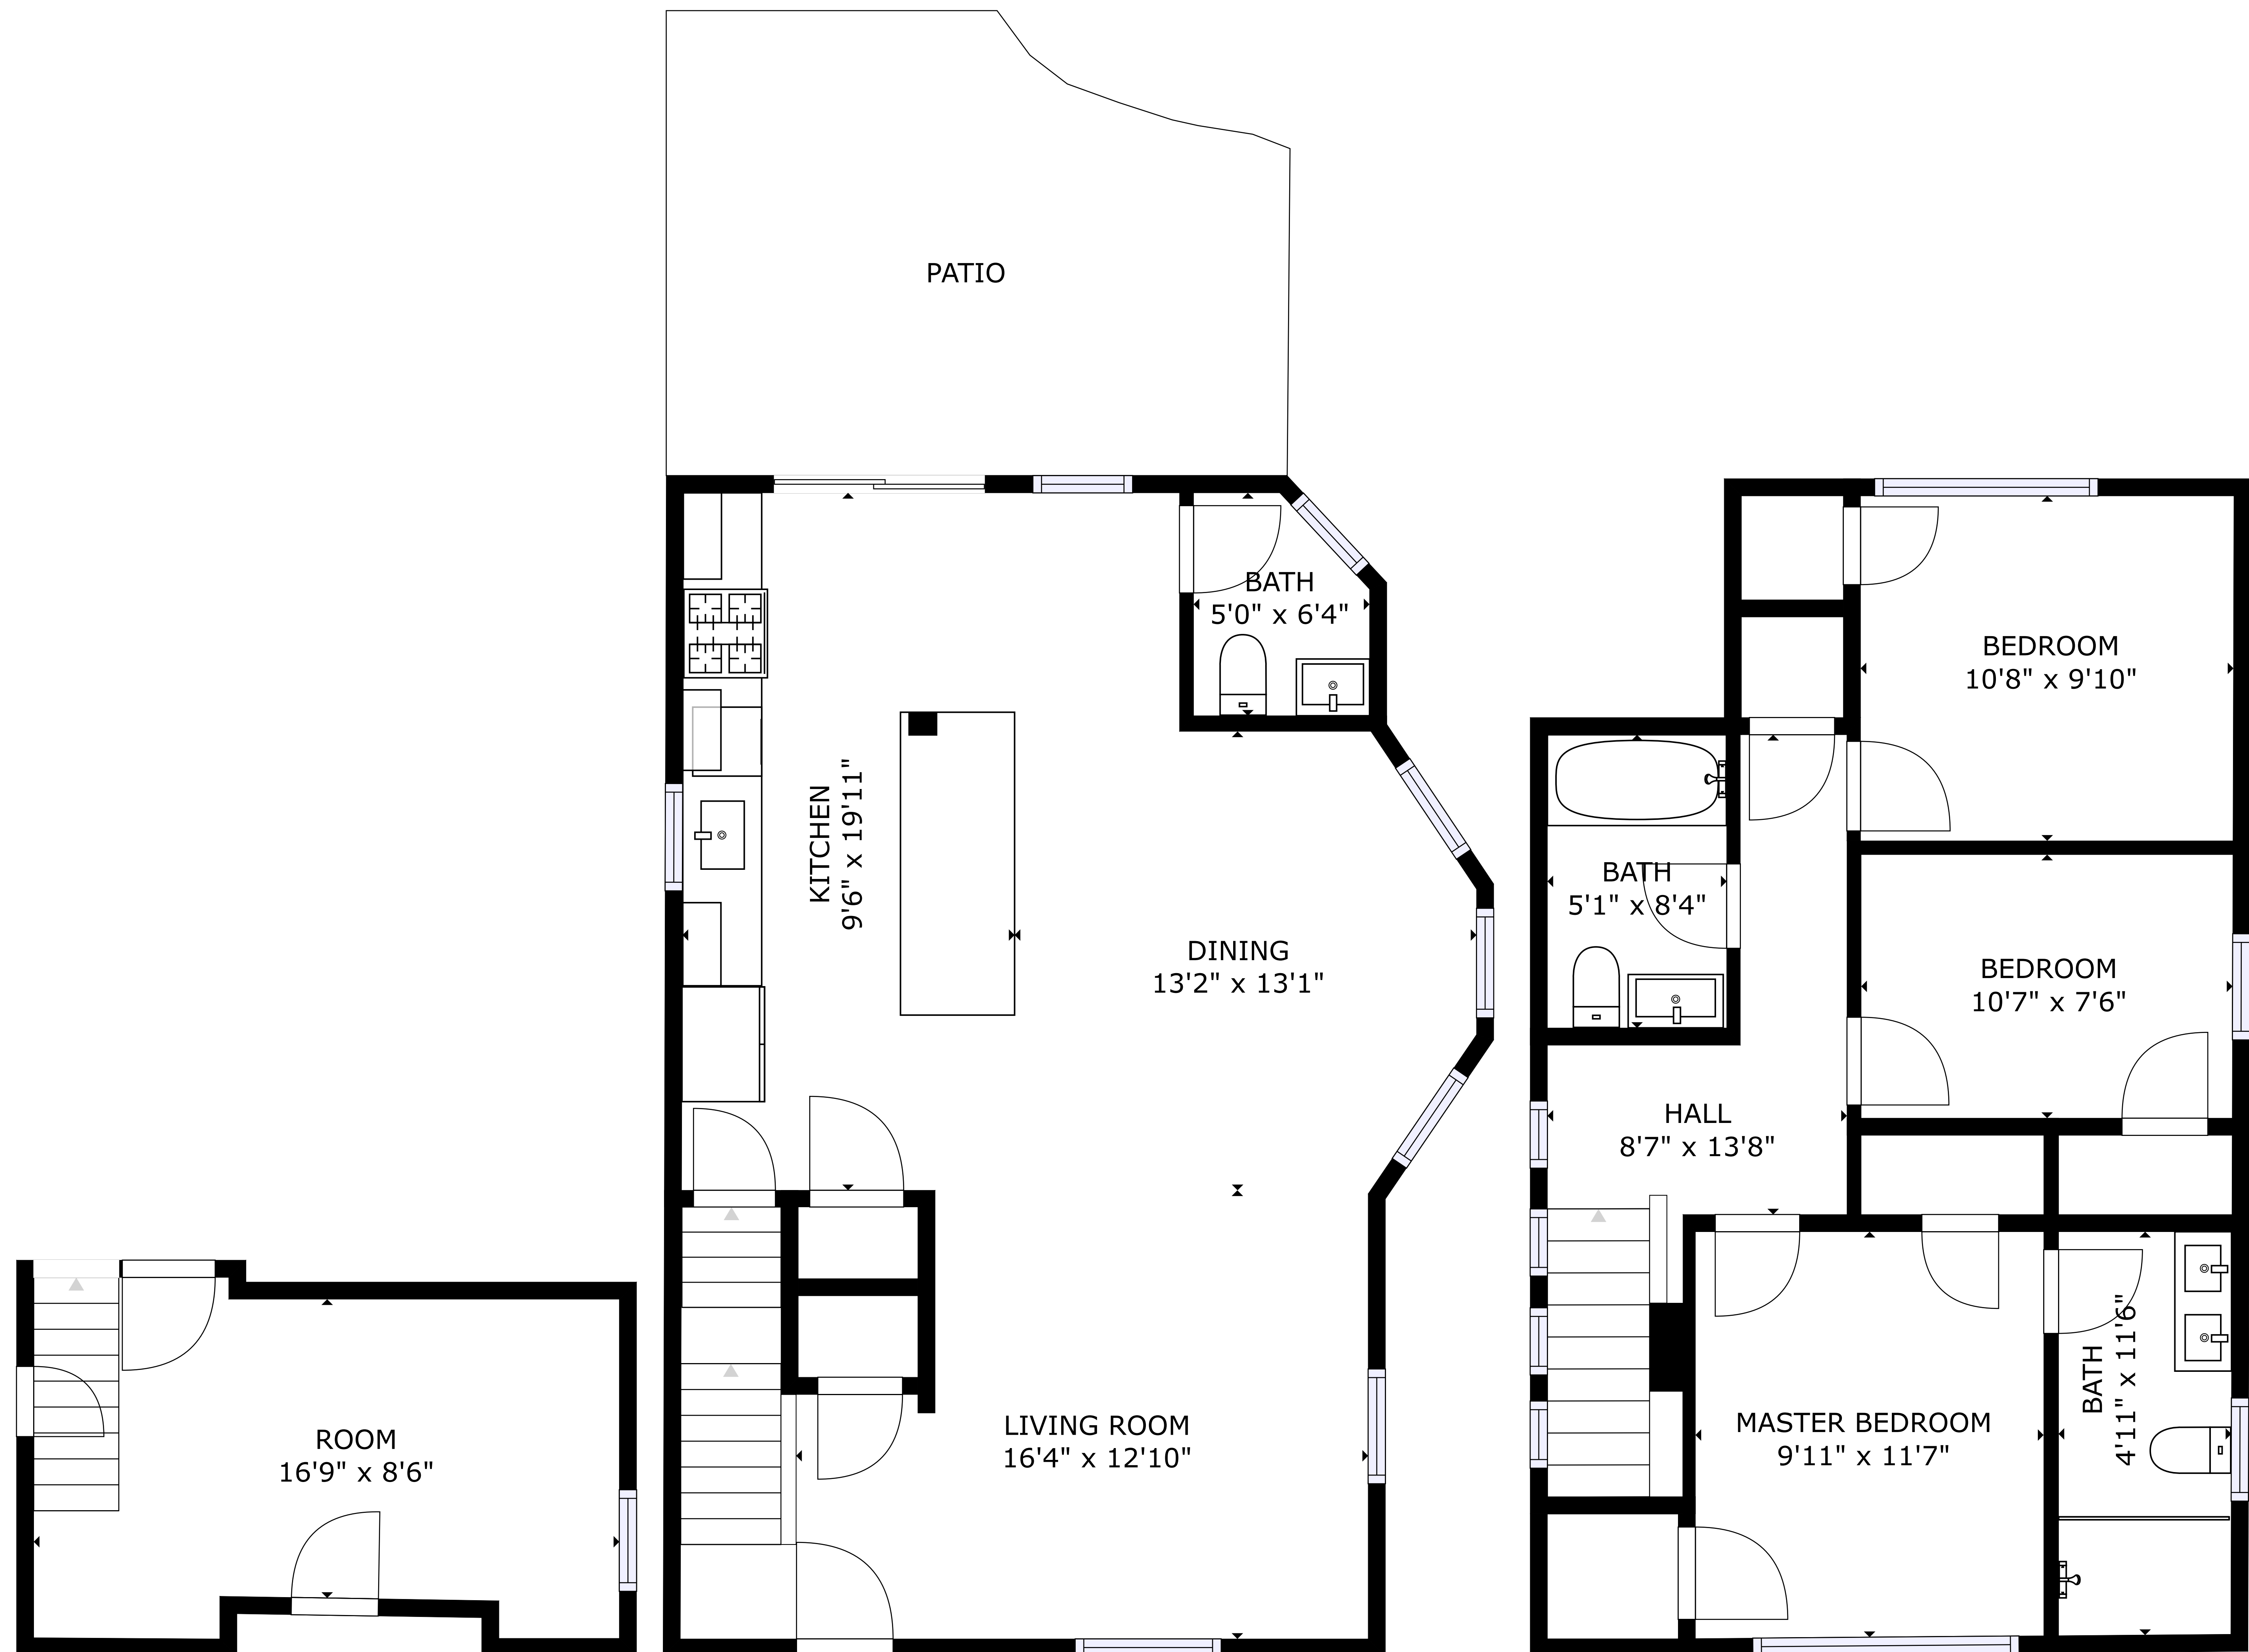 PATIO
BATH
5'0" x 6'4"
KITCHEN
9'6" x 19'11"
DINING
13'2" x 13'1"
LIVING ROOM
16'4" x 12'10"
ROOM
16'9" x 8'6"
BEDROOM
10'8" x 9'10"
BATH
5'1" x 8'4"
BEDROOM
10'7" x 7'6"
HALL
8'7" x 13'8"
MASTER BEDROOM
9'11" x 11'7"
BATH
4'11" x 11'6"